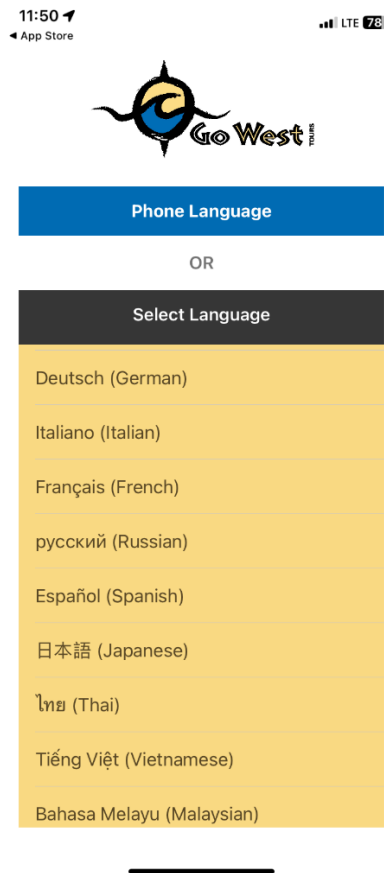 11:50
◀ App Store
LTE 78
Go West TOURS
Phone Language
OR
Select Language
Deutsch (German)
Italiano (Italian)
Français (French)
русский (Russian)
Español (Spanish)
日本語 (Japanese)
ไทย (Thai)
Tiếng Việt (Vietnamese)
Bahasa Melayu (Malaysian)